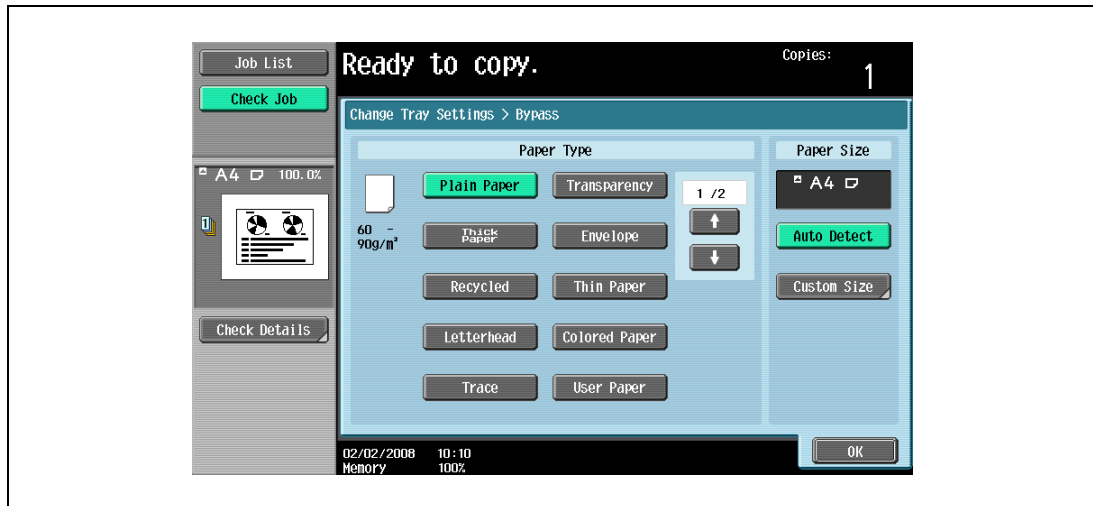 Job List
Check Job
A4 100.0%
1
Check Details
Ready to copy.
Copies:
1
Change Tray Settings > Bypass
Paper Type
Plain Paper
Transparency
1 /2
60 -
90g/m²
Thick
Paper
Envelope
Recycled
Thin Paper
Letterhead
Colored Paper
Trace
User Paper
Paper Size
A4
Auto Detect
Custom Size
02/02/2008 10:10
Memory 100%
OK